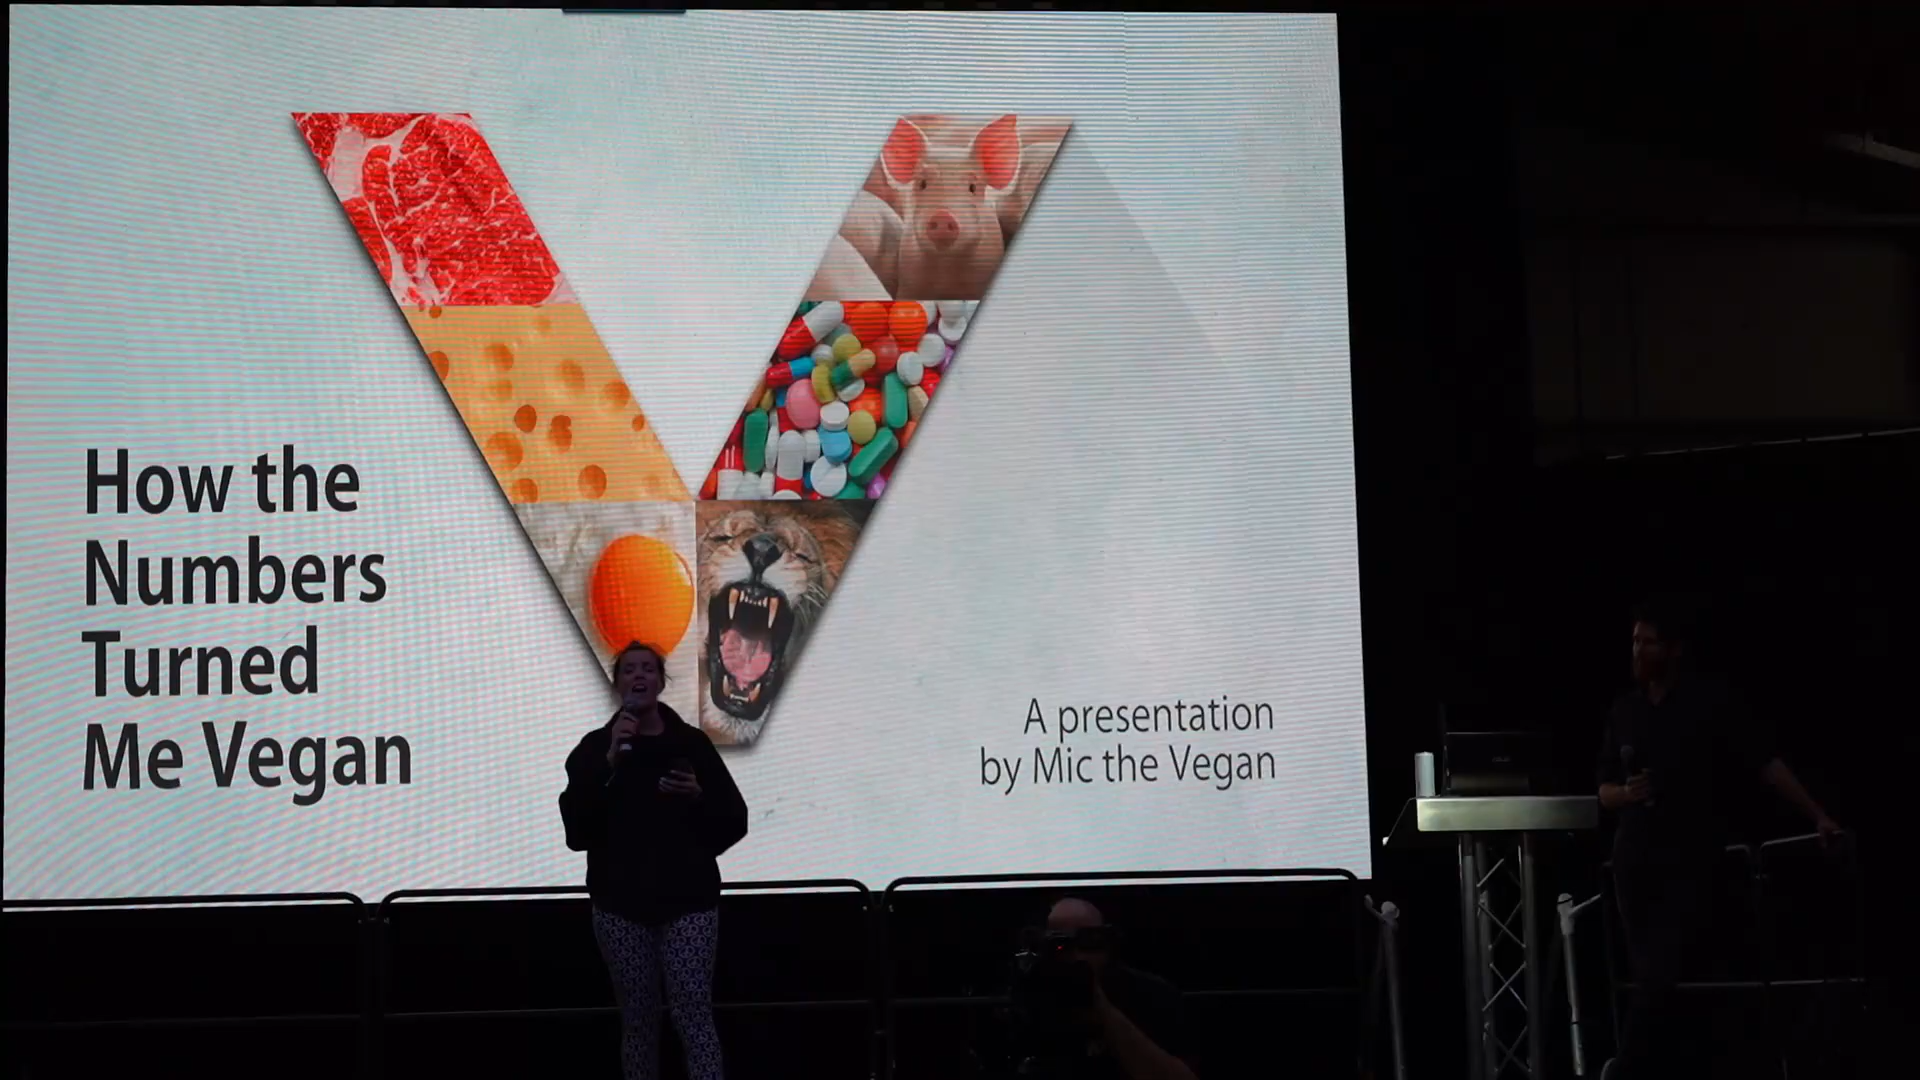 How the
Numbers
Turned
Me Vegan
A presentation
by Mic the Vegan